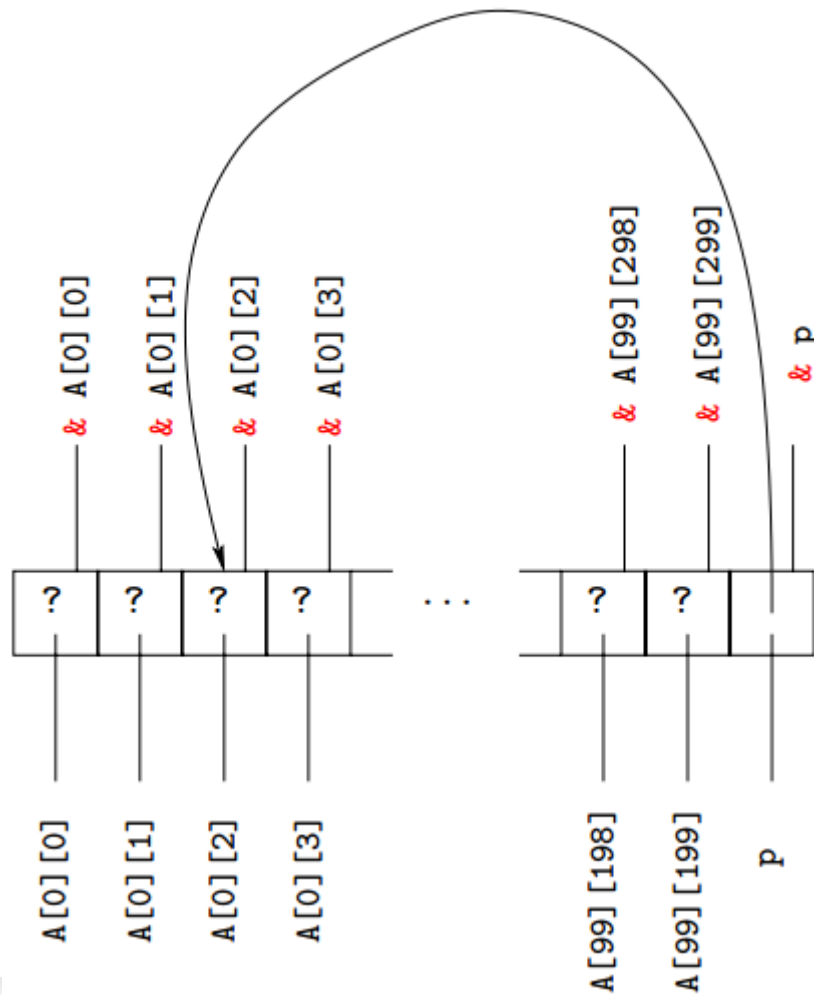 & A[0][0]
& A[0][1]
& A[0][2]
& A[0][3]
& A[99][298]
& A[99][299]
& p
?
?
?
?
...
?
?
A[0][0]
A[0][1]
A[0][2]
A[0][3]
A[99][198]
A[99][199]
p